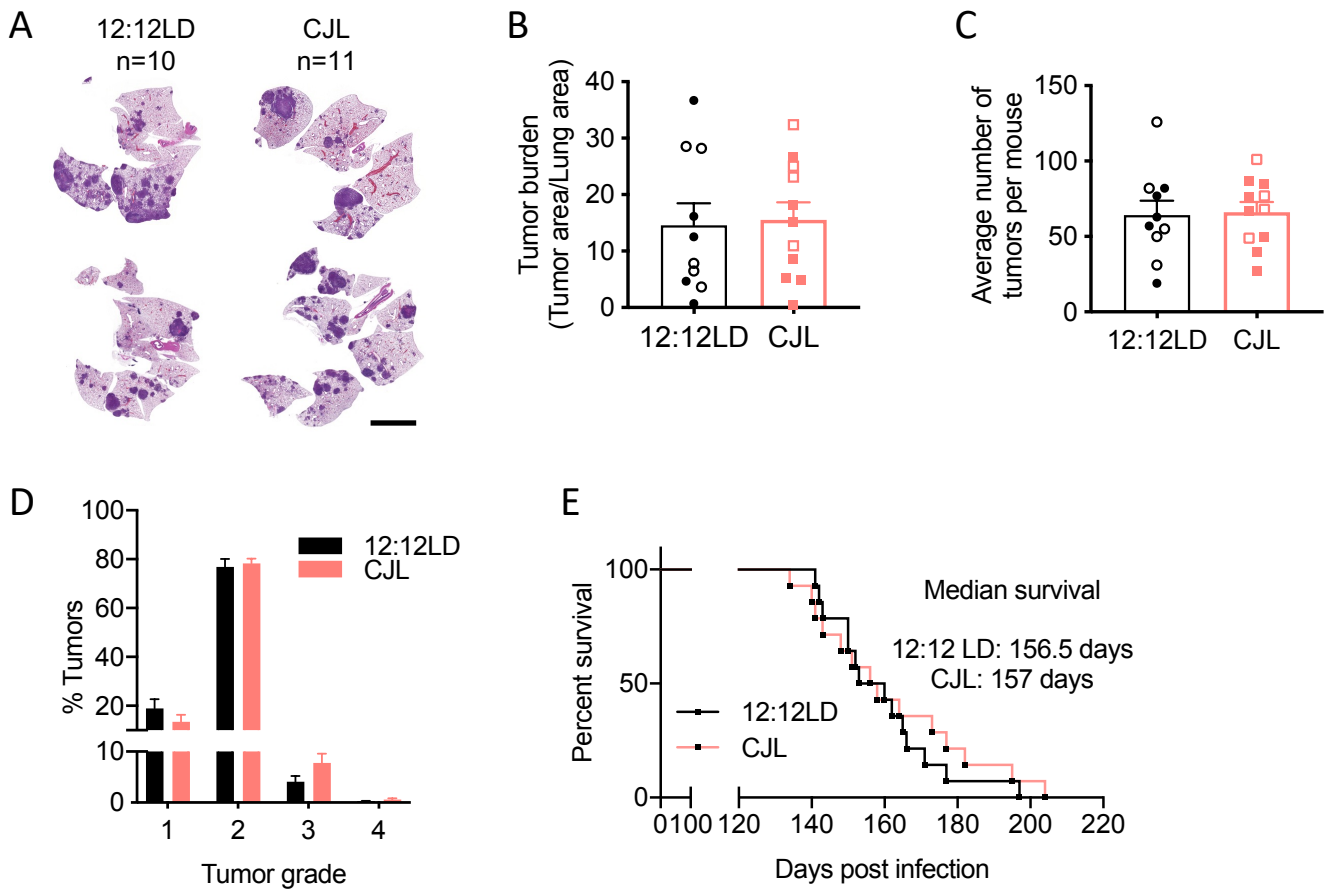 A
12:12LD
n=10
CJL
n=11
B
Tumor burden
(Tumor area/Lung area)
40
30
20
10
0
12:12LD
CJL
C
Average number of
tumors per mouse
150
100
50
0
12:12LD
CJL
D
% Tumors
100
80
60
40
20
10
0
12:12LD
CJL
1
2
3
4
Tumor grade
E
Percent survival
100
50
0
Median survival
12:12 LD: 156.5 days
CJL: 157 days
12:12LD
CJL
0 100 120 140 160 180 200 220
Days post infection